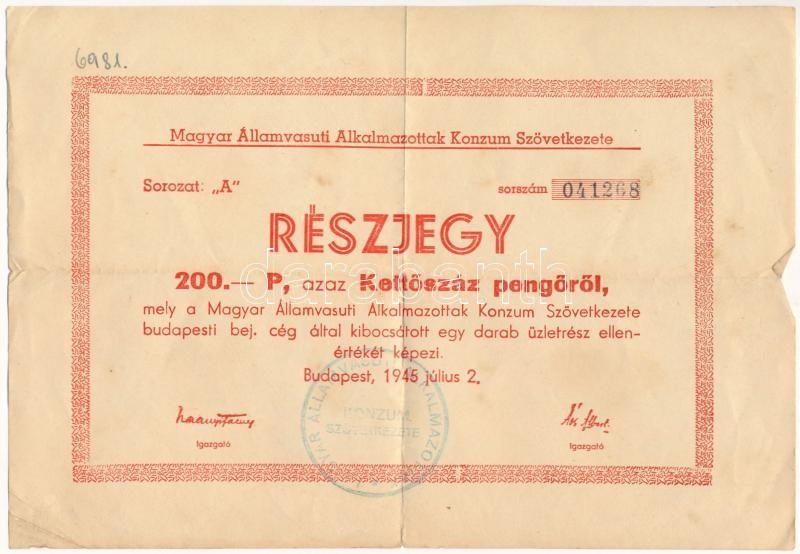 6981.
Magyar Államvasuti Alkalmazottak Konzum Szövetkezete
Sorozat: „A"
sorszám 041268
RÉSZJEGY
200.— P, azaz Kettőszáz pengőről,
mely a Magyar Államvasuti Alkalmazottak Konzum Szövetkezete
budapesti bej. cég által kibocsátott egy darab üzletrész ellen-
értékét képezi.
Budapest, 1945 július 2.
KONZUM
SZÖVETKEZETE
Igazgató
Igazgató
darabanth